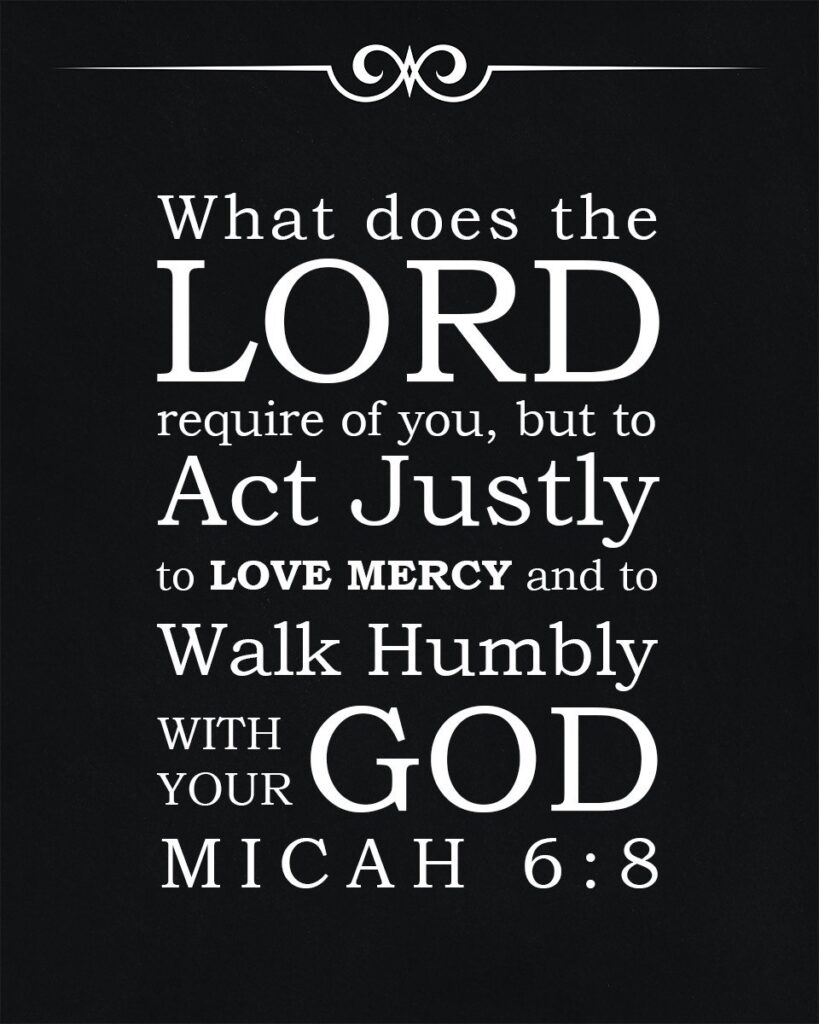 What does the
LORD
require of you, but to
Act Justly
to LOVE MERCY and to
Walk Humbly
WITH
YOUR GOD
MICAH 6:8